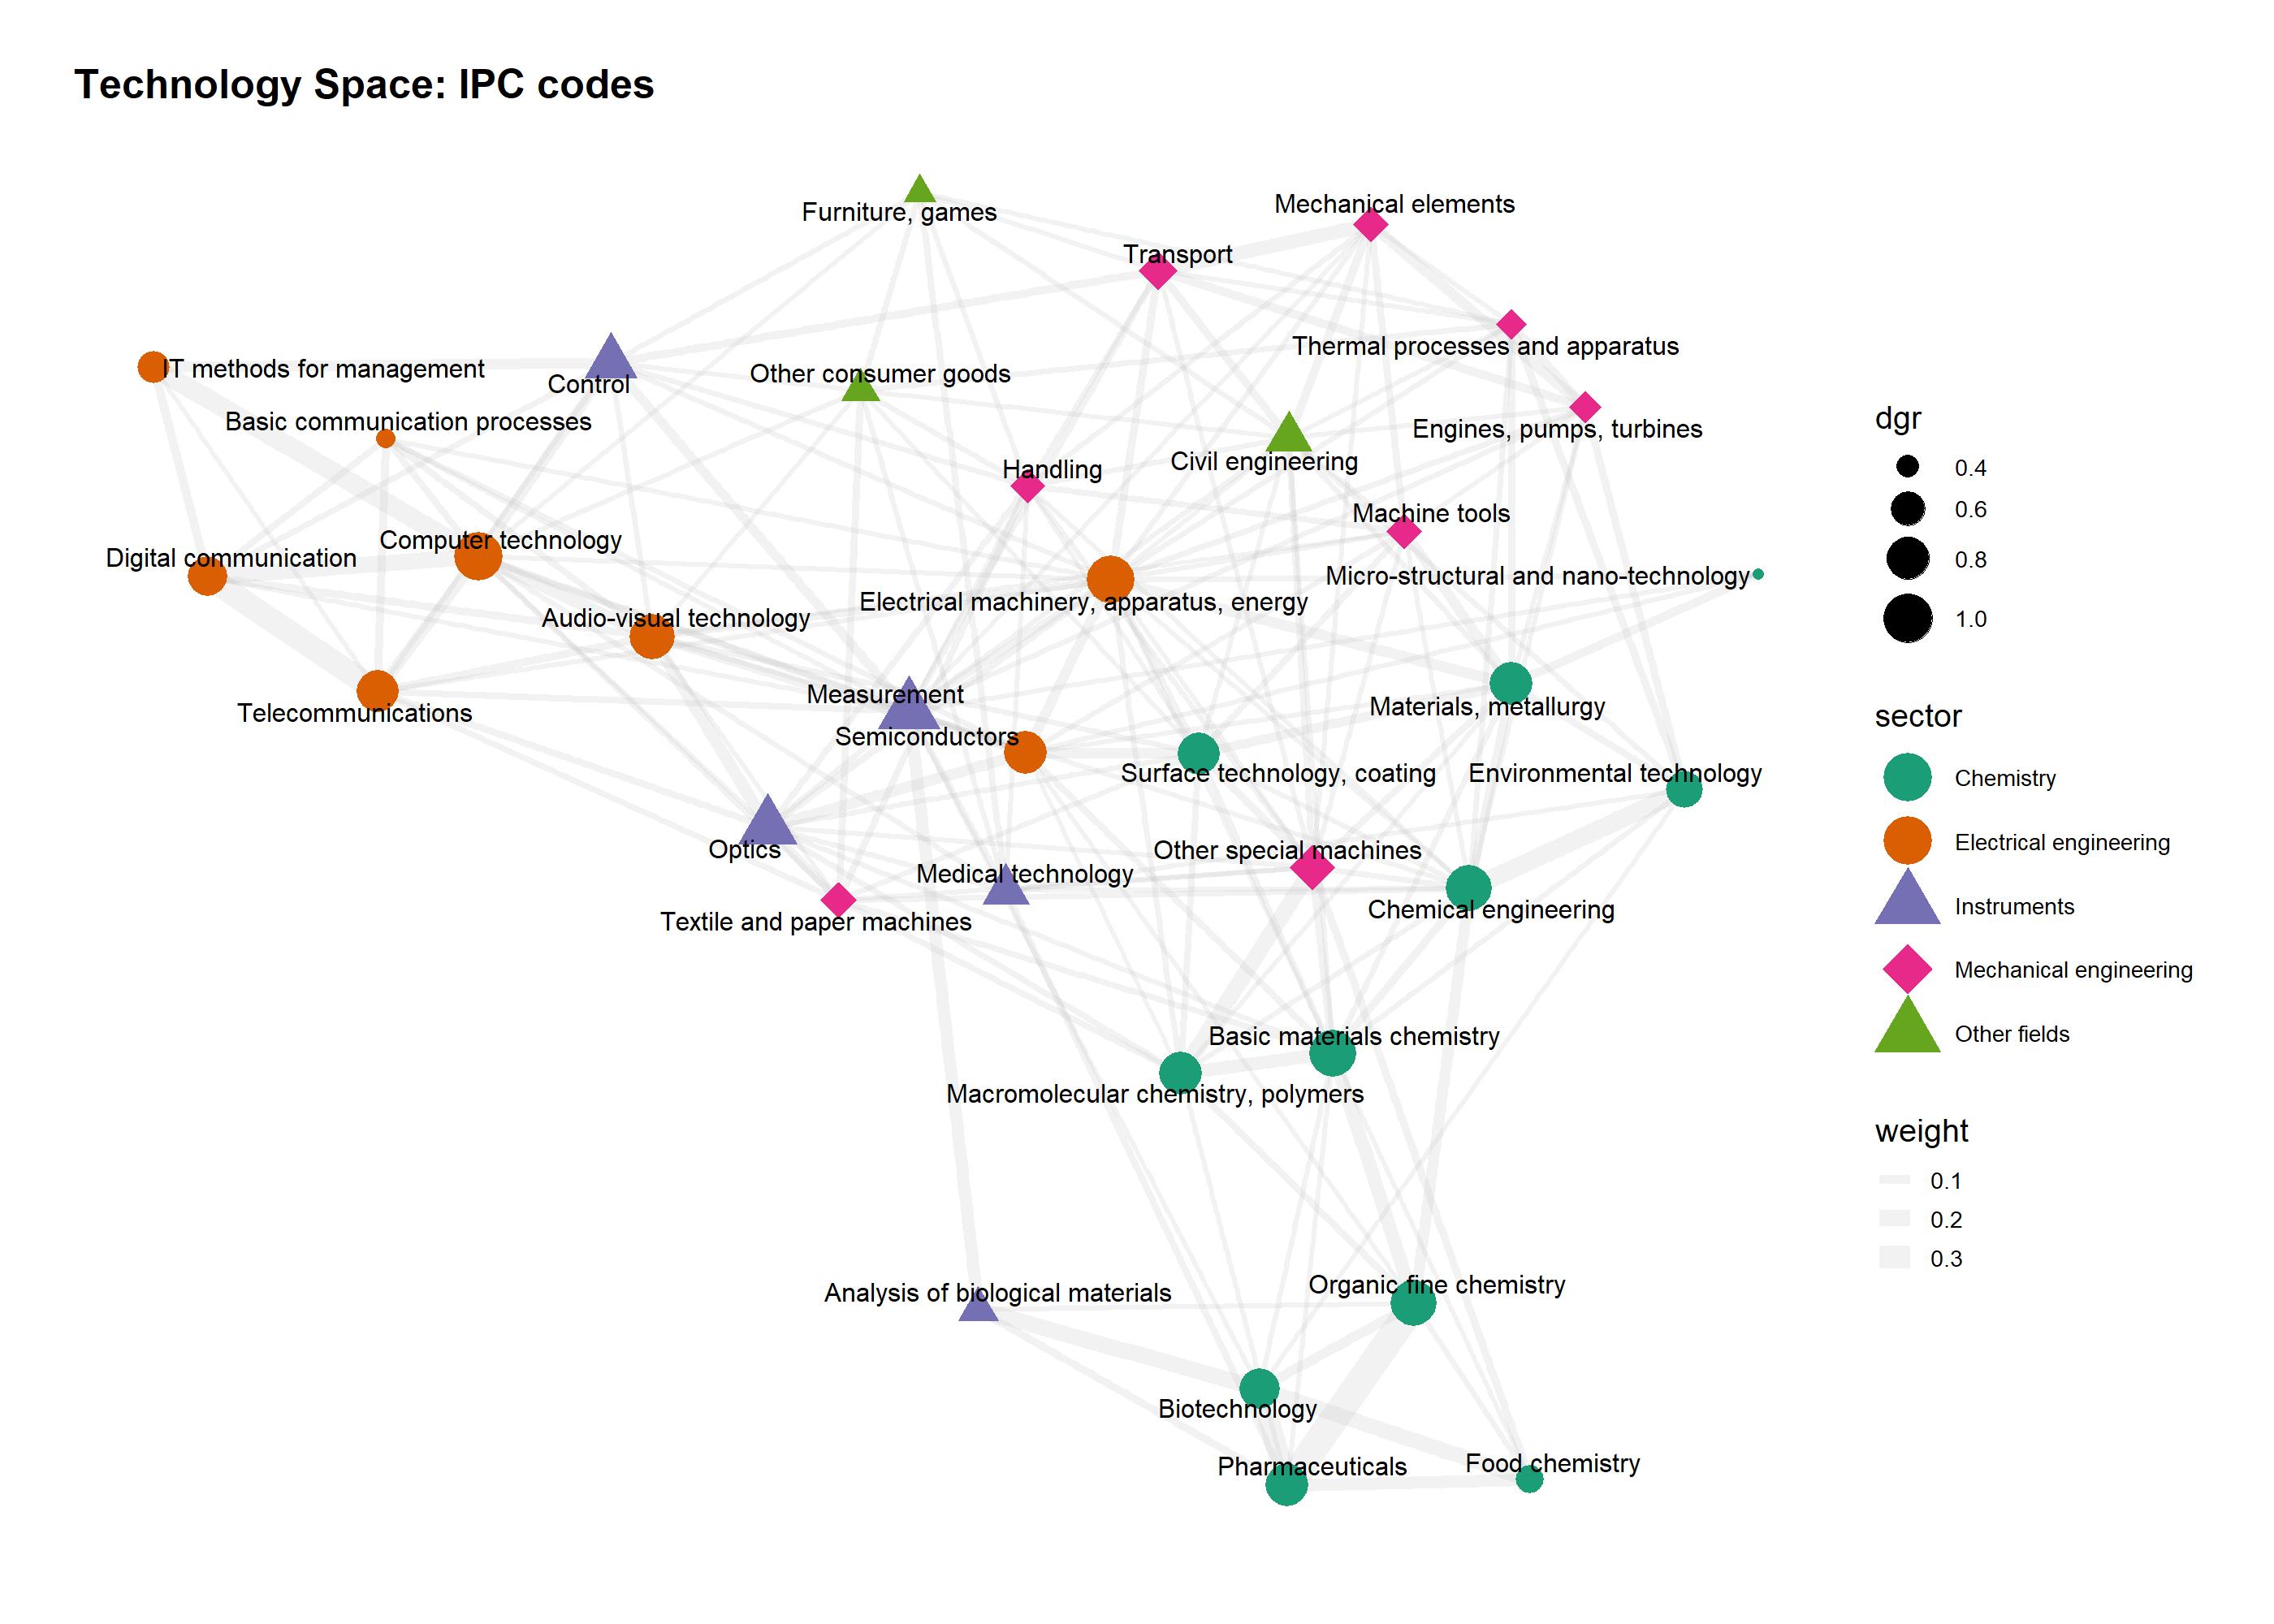 Technology Space: IPC codes
Furniture, games
Mechanical elements
Transport
Thermal processes and apparatus
IT methods for management
Control
Other consumer goods
Basic communication processes
Engines, pumps, turbines
Handling
Civil engineering
Machine tools
Computer technology
Digital communication
Micro-structural and nano-technology
Electrical machinery, apparatus, energy
Audio-visual technology
Measurement
Telecommunications
Materials, metallurgy
Semiconductors
Surface technology, coating
Environmental technology
Optics
Other special machines
Medical technology
Chemical engineering
Textile and paper machines
Basic materials chemistry
Macromolecular chemistry, polymers
Analysis of biological materials
Organic fine chemistry
Biotechnology
Pharmaceuticals
Food chemistry
dgr
0.4
0.6
0.8
1.0
sector
Chemistry
Electrical engineering
Instruments
Mechanical engineering
Other fields
weight
0.1
0.2
0.3